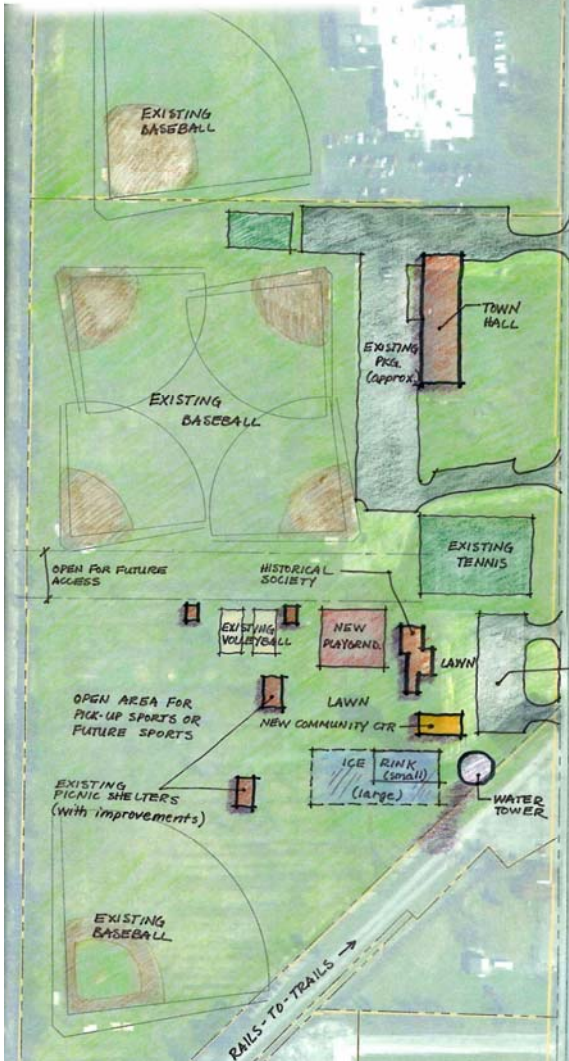 EXISTING
BASEBALL
TOWN
HALL
EXISTING
PKG.
(approx.)
EXISTING
BASEBALL
EXISTING
TENNIS
OPEN FOR FUTURE
ACCESS
HISTORICAL
SOCIETY
EXISTING
VOLLEYBALL
NEW
PLAYGRND.
LAWN
OPEN AREA FOR
PICK-UP SPORTS OR
FUTURE SPORTS
LAWN
NEW COMMUNITY CTR
ICE RINK
(small)
(large)
EXISTING
PICNIC SHELTERS
(with improvements)
WATER
TOWER
EXISTING
BASEBALL
RAILS-TO-TRAILS